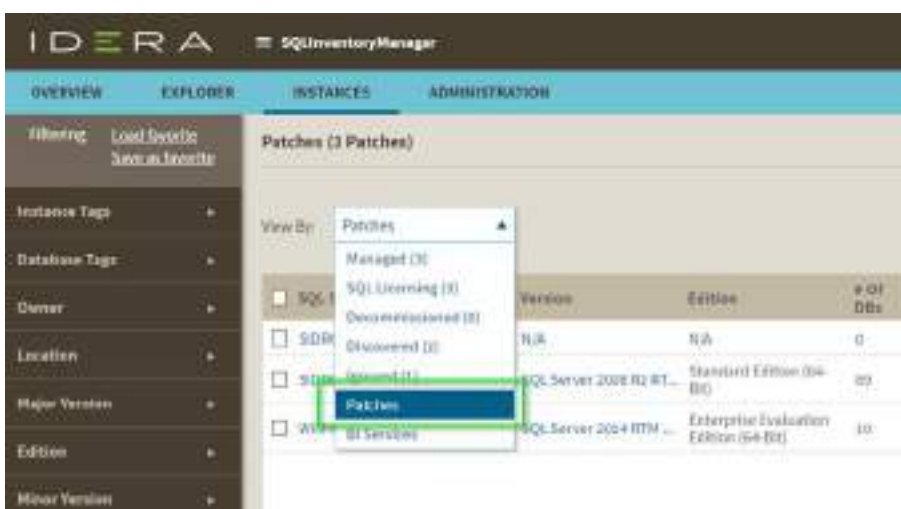 IDERA
SQLInventoryManager
OVERVIEW EXPLORER INSTANCES ADMINISTRATION
Filtering Load favorite
Save as favorite
Patches (3 Patches)
Instance Tags
Database Tags
Owner
Location
Major Version
Edition
Minor Version
View By: Patches
Managed (3)
SQL Licensing (3)
Decommissioned (0)
Discovered (2)
Ignored (1)
Patches
BI Services
SQL Version Edition # Of
DBs
N/A N/A 0
SQL Server 2008 R2 RT... Standard Edition (64-
Bit)
SQL Server 2014 RTM ... Enterprise Evaluation
Edition (64-Bit) 10